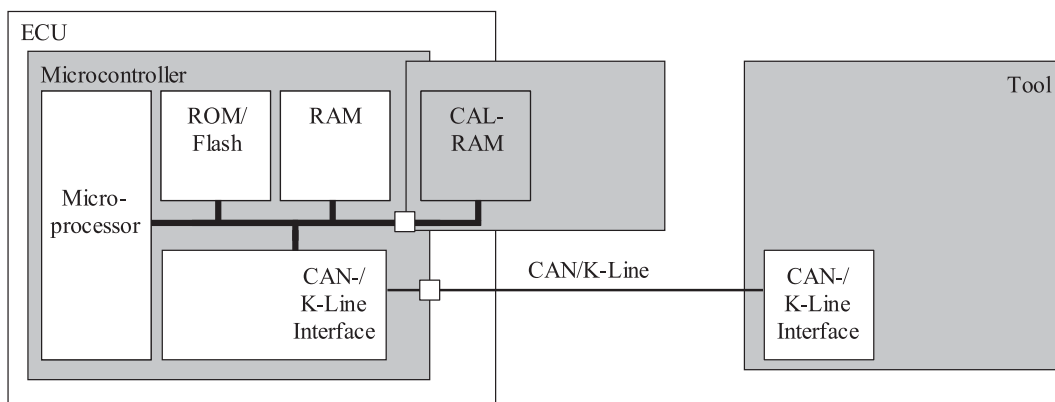 ECU
Microcontroller
Tool
ROM/
Flash
RAM
CAL-
RAM
Micro-
processor
CAN-/
K-Line
Interface
CAN/K-Line
CAN-/
K-Line
Interface